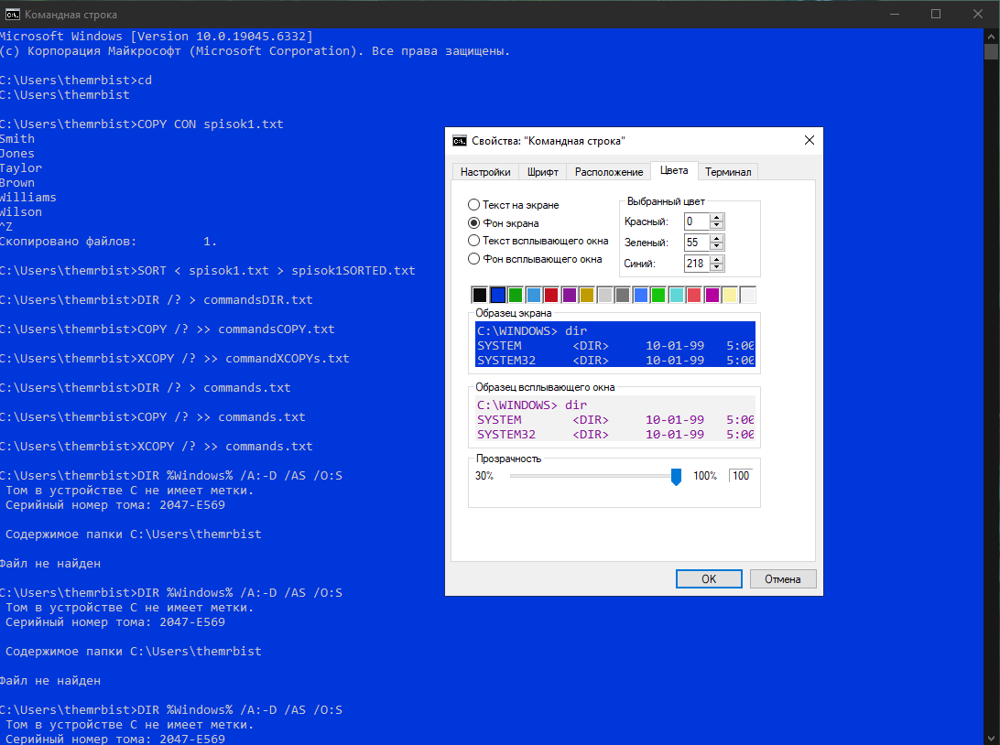 Командная строка
Microsoft Windows [Version 10.0.19045.6332]
(c) Корпорация Майкрософт (Microsoft Corporation). Все права защищены.
C:\Users\themrbist>cd
C:\Users\themrbist
C:\Users\themrbist>COPY CON spisok1.txt
Smith
Jones
Taylor
Brown
Williams
Wilson
^Z
Скопировано файлов:         1.
C:\Users\themrbist>SORT < spisok1.txt > spisok1SORTED.txt
C:\Users\themrbist>DIR /? > commandsDIR.txt
C:\Users\themrbist>COPY /? >> commandsCOPY.txt
C:\Users\themrbist>XCOPY /? >> commandXCOPYs.txt
C:\Users\themrbist>DIR /? > commands.txt
C:\Users\themrbist>COPY /? >> commands.txt
C:\Users\themrbist>XCOPY /? >> commands.txt
C:\Users\themrbist>DIR %Windows% /A:-D /AS /O:S
Том в устройстве C не имеет метки.
Серийный номер тома: 2047-E569
Содержимое папки C:\Users\themrbist
Файл не найден
C:\Users\themrbist>DIR %Windows% /A:-D /AS /O:S
Том в устройстве C не имеет метки.
Серийный номер тома: 2047-E569
Содержимое папки C:\Users\themrbist
Файл не найден
C:\Users\themrbist>DIR %Windows% /A:-D /AS /O:S
Том в устройстве C не имеет метки.
Серийный номер тома: 2047-E569
Свойства: "Командная строка"
Настройки Шрифт Расположение Цвета Терминал
Текст на экране
Фон экрана
Текст всплывающего окна
Фон всплывающего окна
Выбранный цвет
Красный: 0
Зеленый: 55
Синий: 218
Образец экрана
C:\WINDOWS> dir
SYSTEM       <DIR>     10-01-99   5:00
SYSTEM32     <DIR>     10-01-99   5:00
Образец всплывающего окна
C:\WINDOWS> dir
SYSTEM       <DIR>     10-01-99   5:00
SYSTEM32     <DIR>     10-01-99   5:00
Прозрачность
30% 100% 100
OK Отмена